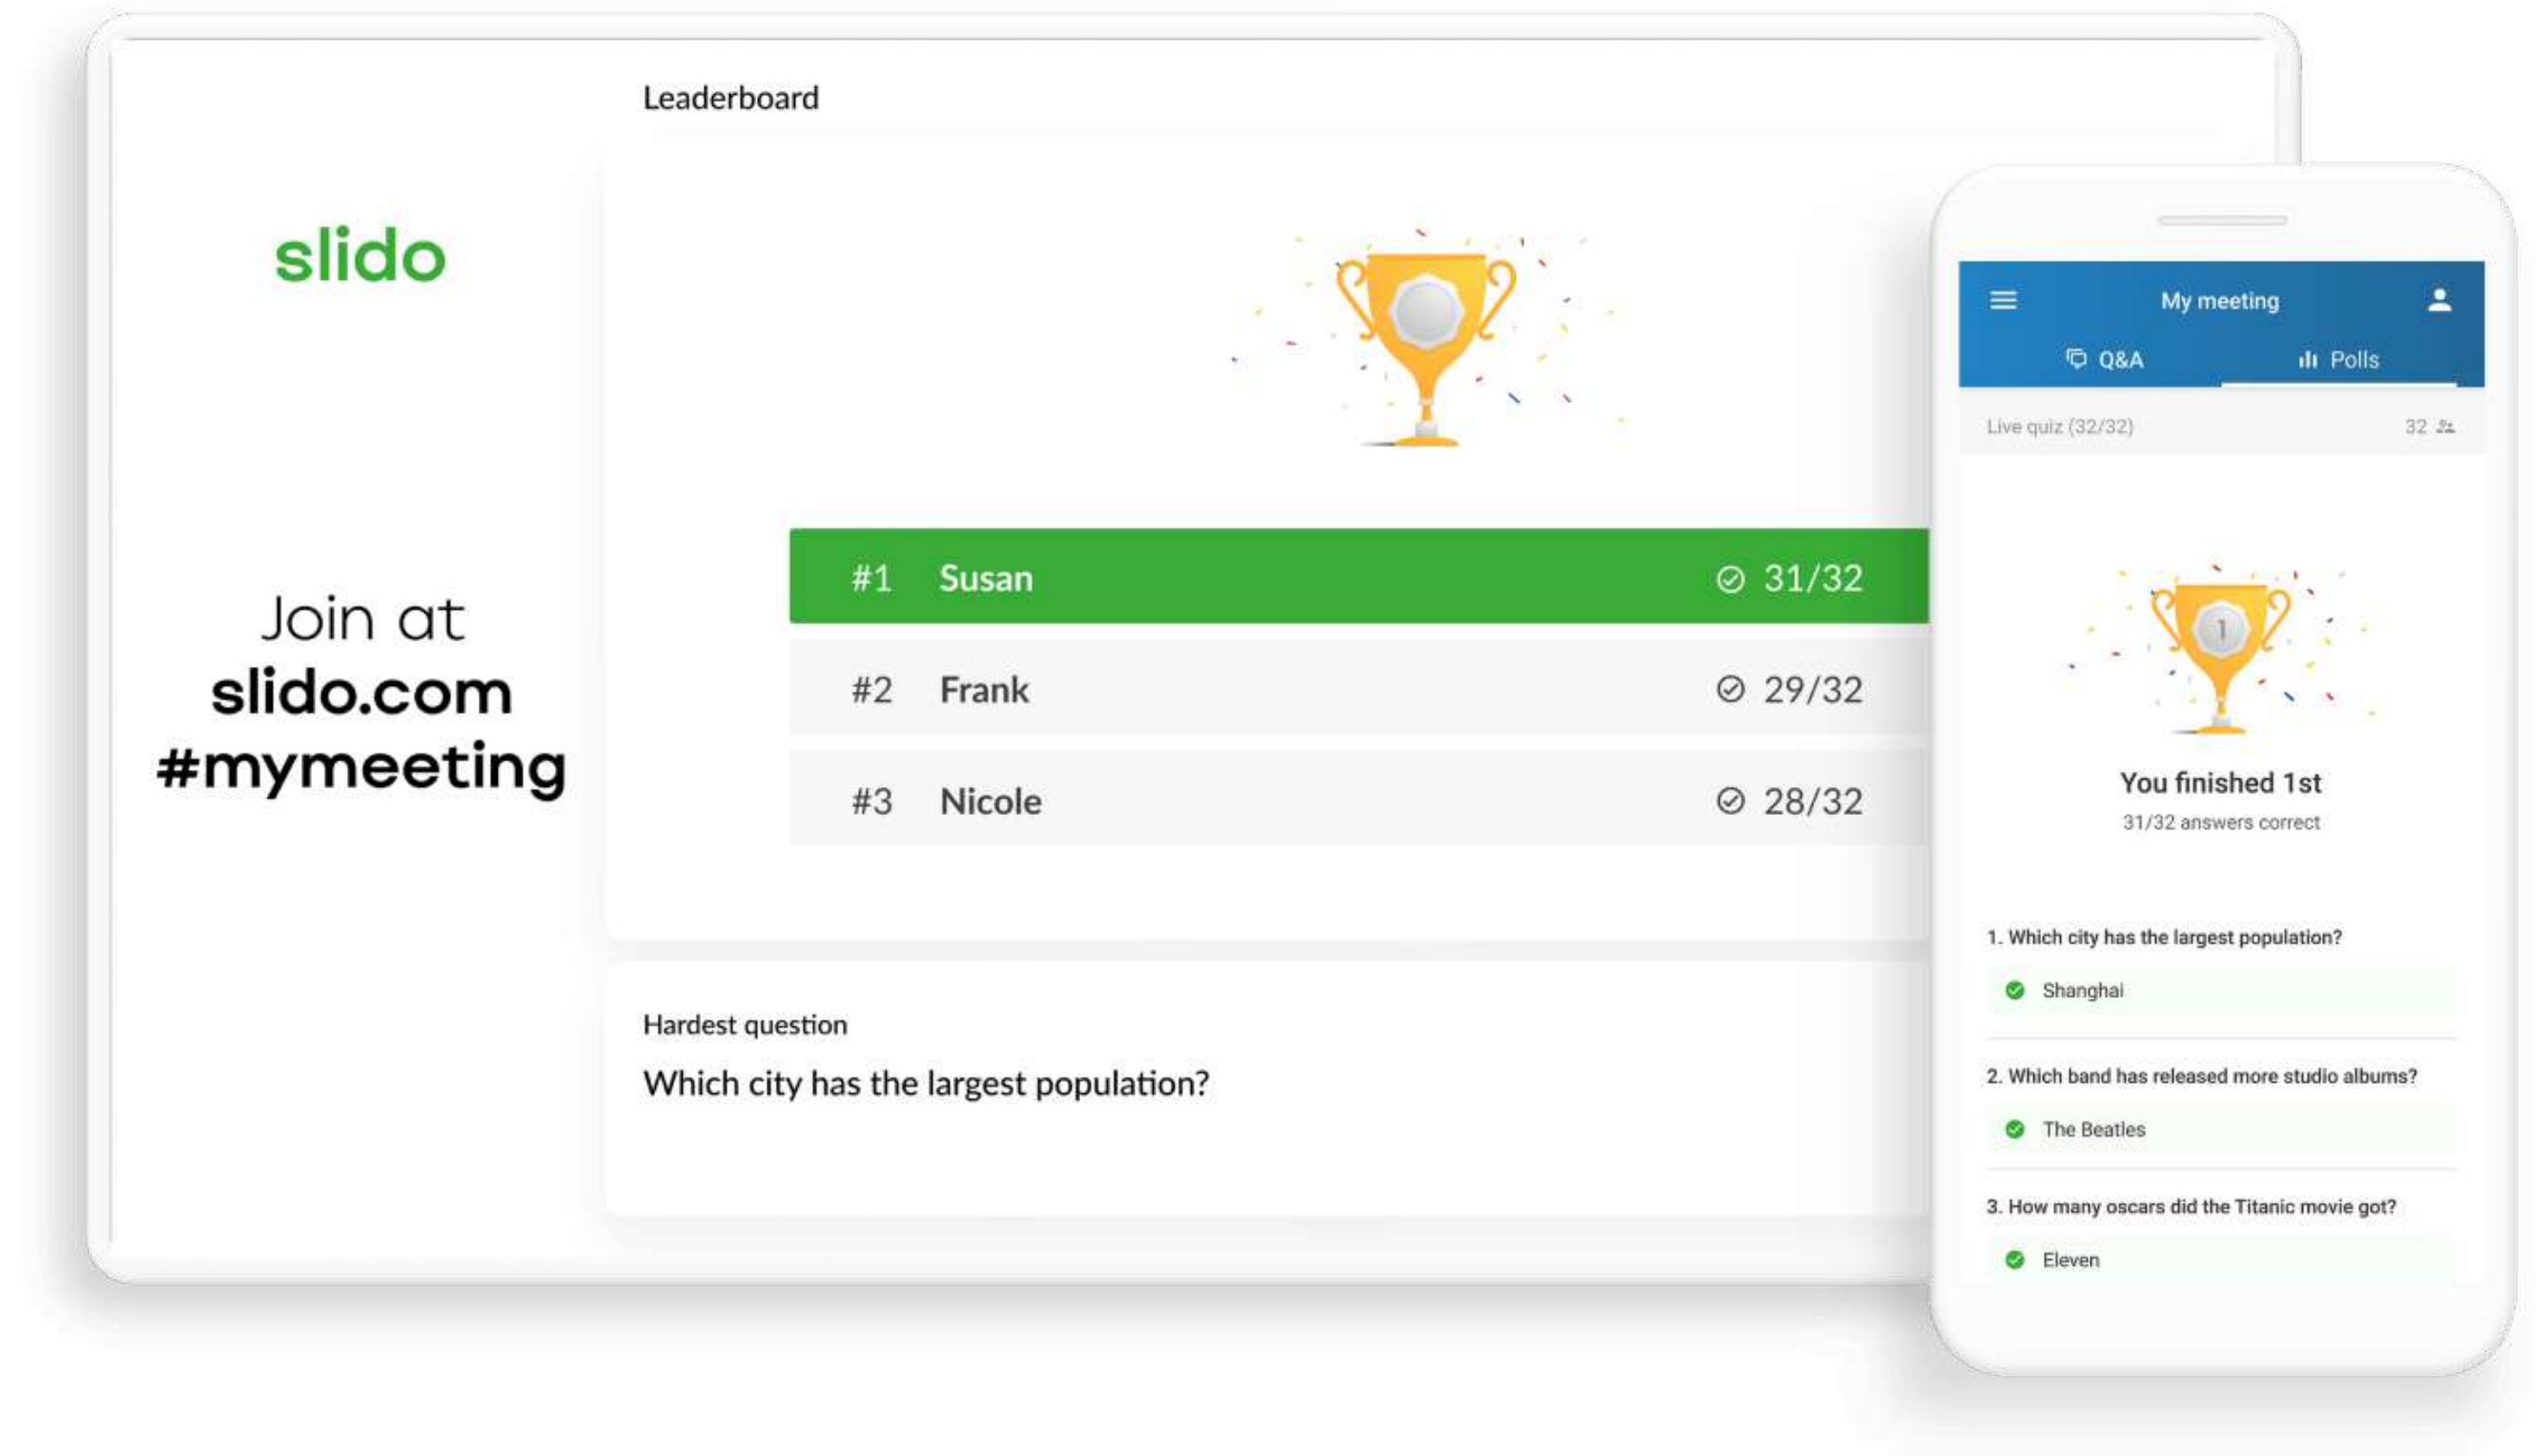 slido
Join at
slido.com
#mymeeting
Leaderboard
#1 Susan 31/32
#2 Frank 29/32
#3 Nicole 28/32
Hardest question
Which city has the largest population?
My meeting
Q&A Polls
Live quiz (32/32) 32
1
You finished 1st
31/32 answers correct
1. Which city has the largest population?
Shanghai
2. Which band has released more studio albums?
The Beatles
3. How many oscars did the Titanic movie got?
Eleven